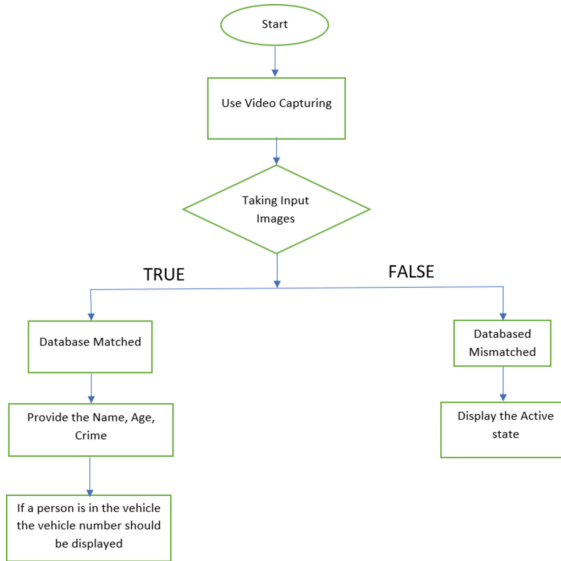 Start
Use Video Capturing
Taking Input
Images
TRUE
FALSE
Database Matched
Databased
Mismatched
Provide the Name, Age,
Crime
Display the Active
state
If a person is in the vehicle
the vehicle number should
be displayed